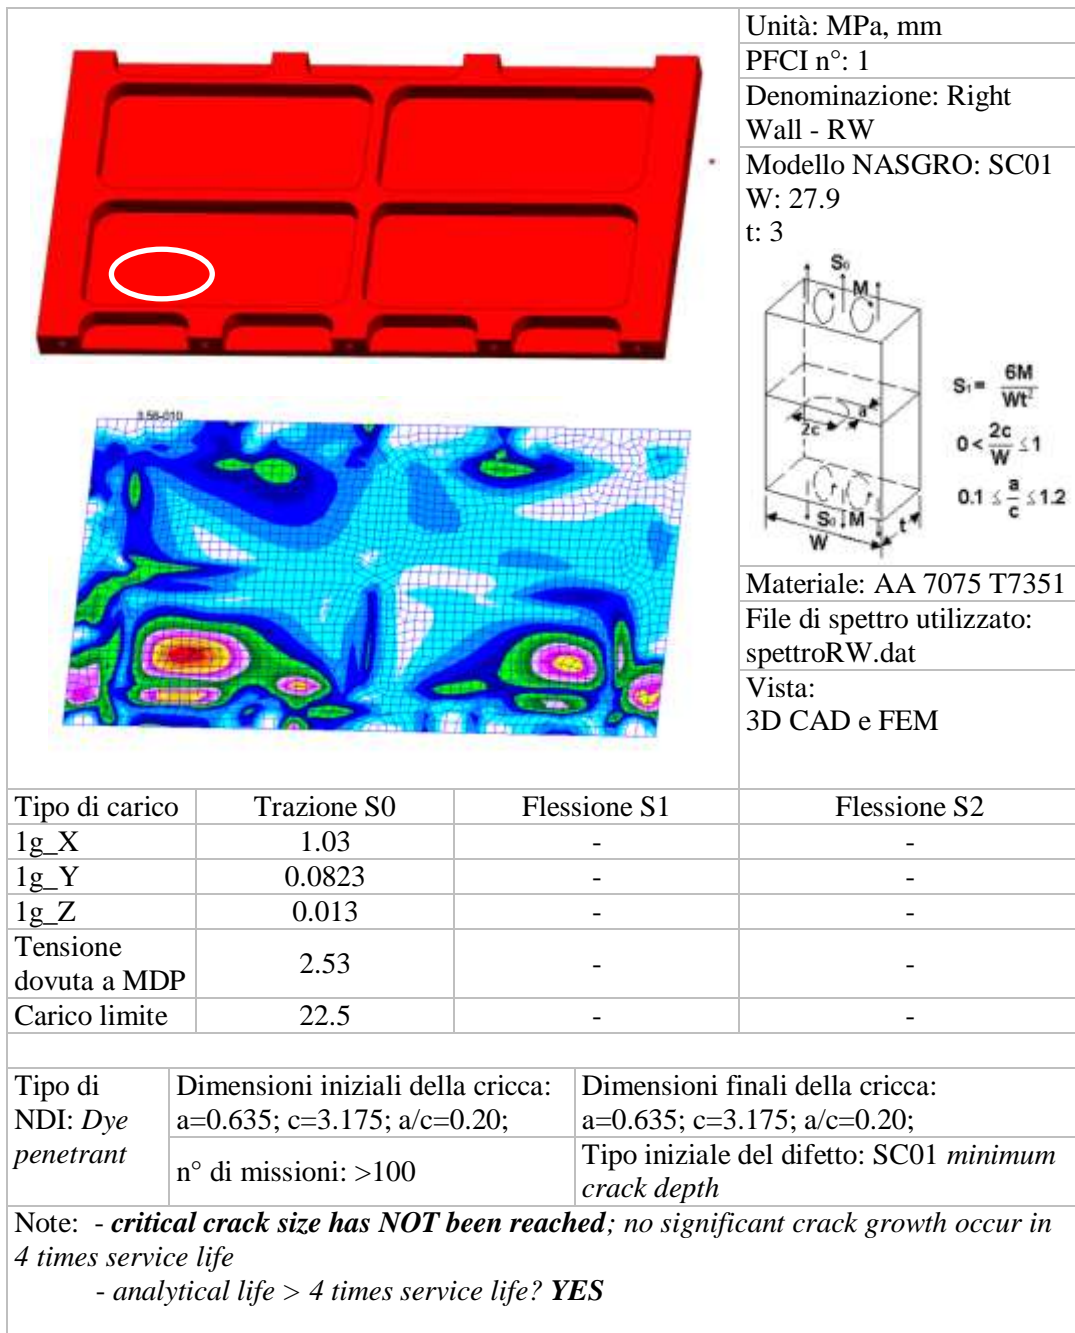 Unità: MPa, mm
PFCI n°: 1
Denominazione: Right
Wall - RW
Modello NASGRO: SC01
W: 27.9
t: 3
S₀
M
a
2c
S₀ M
W
t
S₁= 6M
Wt²
0 < 2c ≤ 1
W
0.1 ≤ a ≤ 1.2
c
Materiale: AA 7075 T7351
File di spettro utilizzato:
spettroRW.dat
Vista:
3D CAD e FEM
Tipo di carico Trazione S0 Flessione S1 Flessione S2
1g_X 1.03 - -
1g_Y 0.0823 - -
1g_Z 0.013 - -
Tensione
dovuta a MDP 2.53 - -
Carico limite 22.5 - -
Tipo di
NDI: Dye
penetrant
Dimensioni iniziali della cricca:
a=0.635; c=3.175; a/c=0.20;
Dimensioni finali della cricca:
a=0.635; c=3.175; a/c=0.20;
n° di missioni: >100
Tipo iniziale del difetto: SC01 minimum
crack depth
Note: - critical crack size has NOT been reached; no significant crack growth occur in
4 times service life
- analytical life > 4 times service life? YES